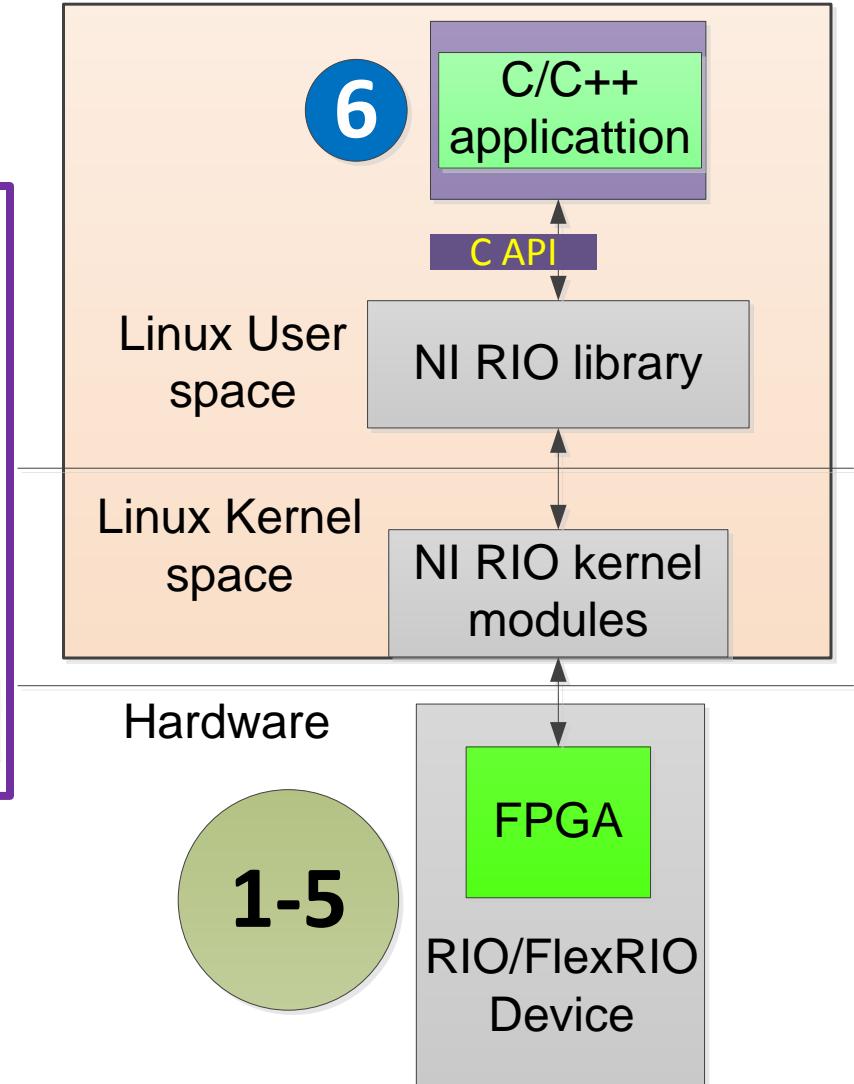 6
C/C++
applicattion
C API
Linux User
space
NI RIO library
Linux Kernel
space
NI RIO kernel
modules
Hardware
FPGA
1-5
RIO/FlexRIO
Device